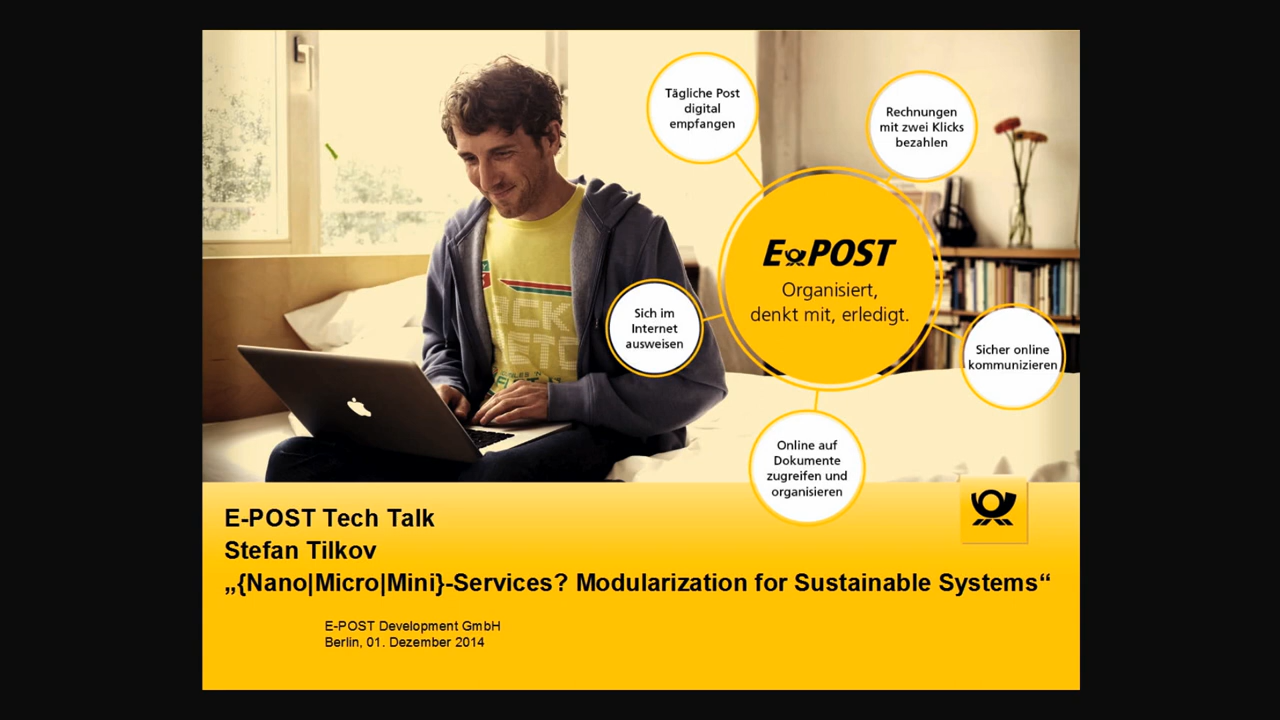 Tägliche Post
digital
empfangen
Rechnungen
mit zwei Klicks
bezahlen
E POST
Organisiert,
denkt mit, erledigt.
Sich im
Internet
ausweisen
Sicher online
kommunizieren
Online auf
Dokumente
zugreifen und
organisieren
E-POST Tech Talk
Stefan Tilkov
„{Nano|Micro|Mini}-Services? Modularization for Sustainable Systems“
E-POST Development GmbH
Berlin, 01. Dezember 2014